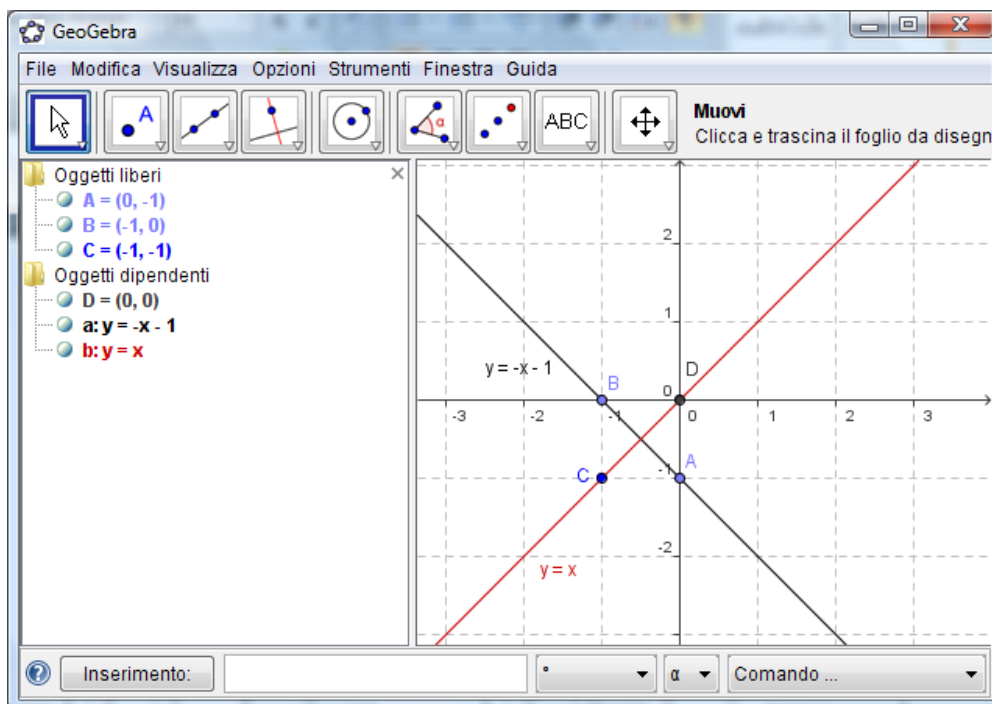 GeoGebra
File Modifica Visualizza Opzioni Strumenti Finestra Guida
A
α
ABC
Muovi
Clicca e trascina il foglio da disegn
Oggetti liberi
A = (0, -1)
B = (-1, 0)
C = (-1, -1)
Oggetti dipendenti
D = (0, 0)
a: y = -x - 1
b: y = x
2
1
y = -x - 1
B
D
0
-3 -2 -1 0 1 2 3
C
-1
A
-2
y = x
Inserimento:
°
α
Comando ...